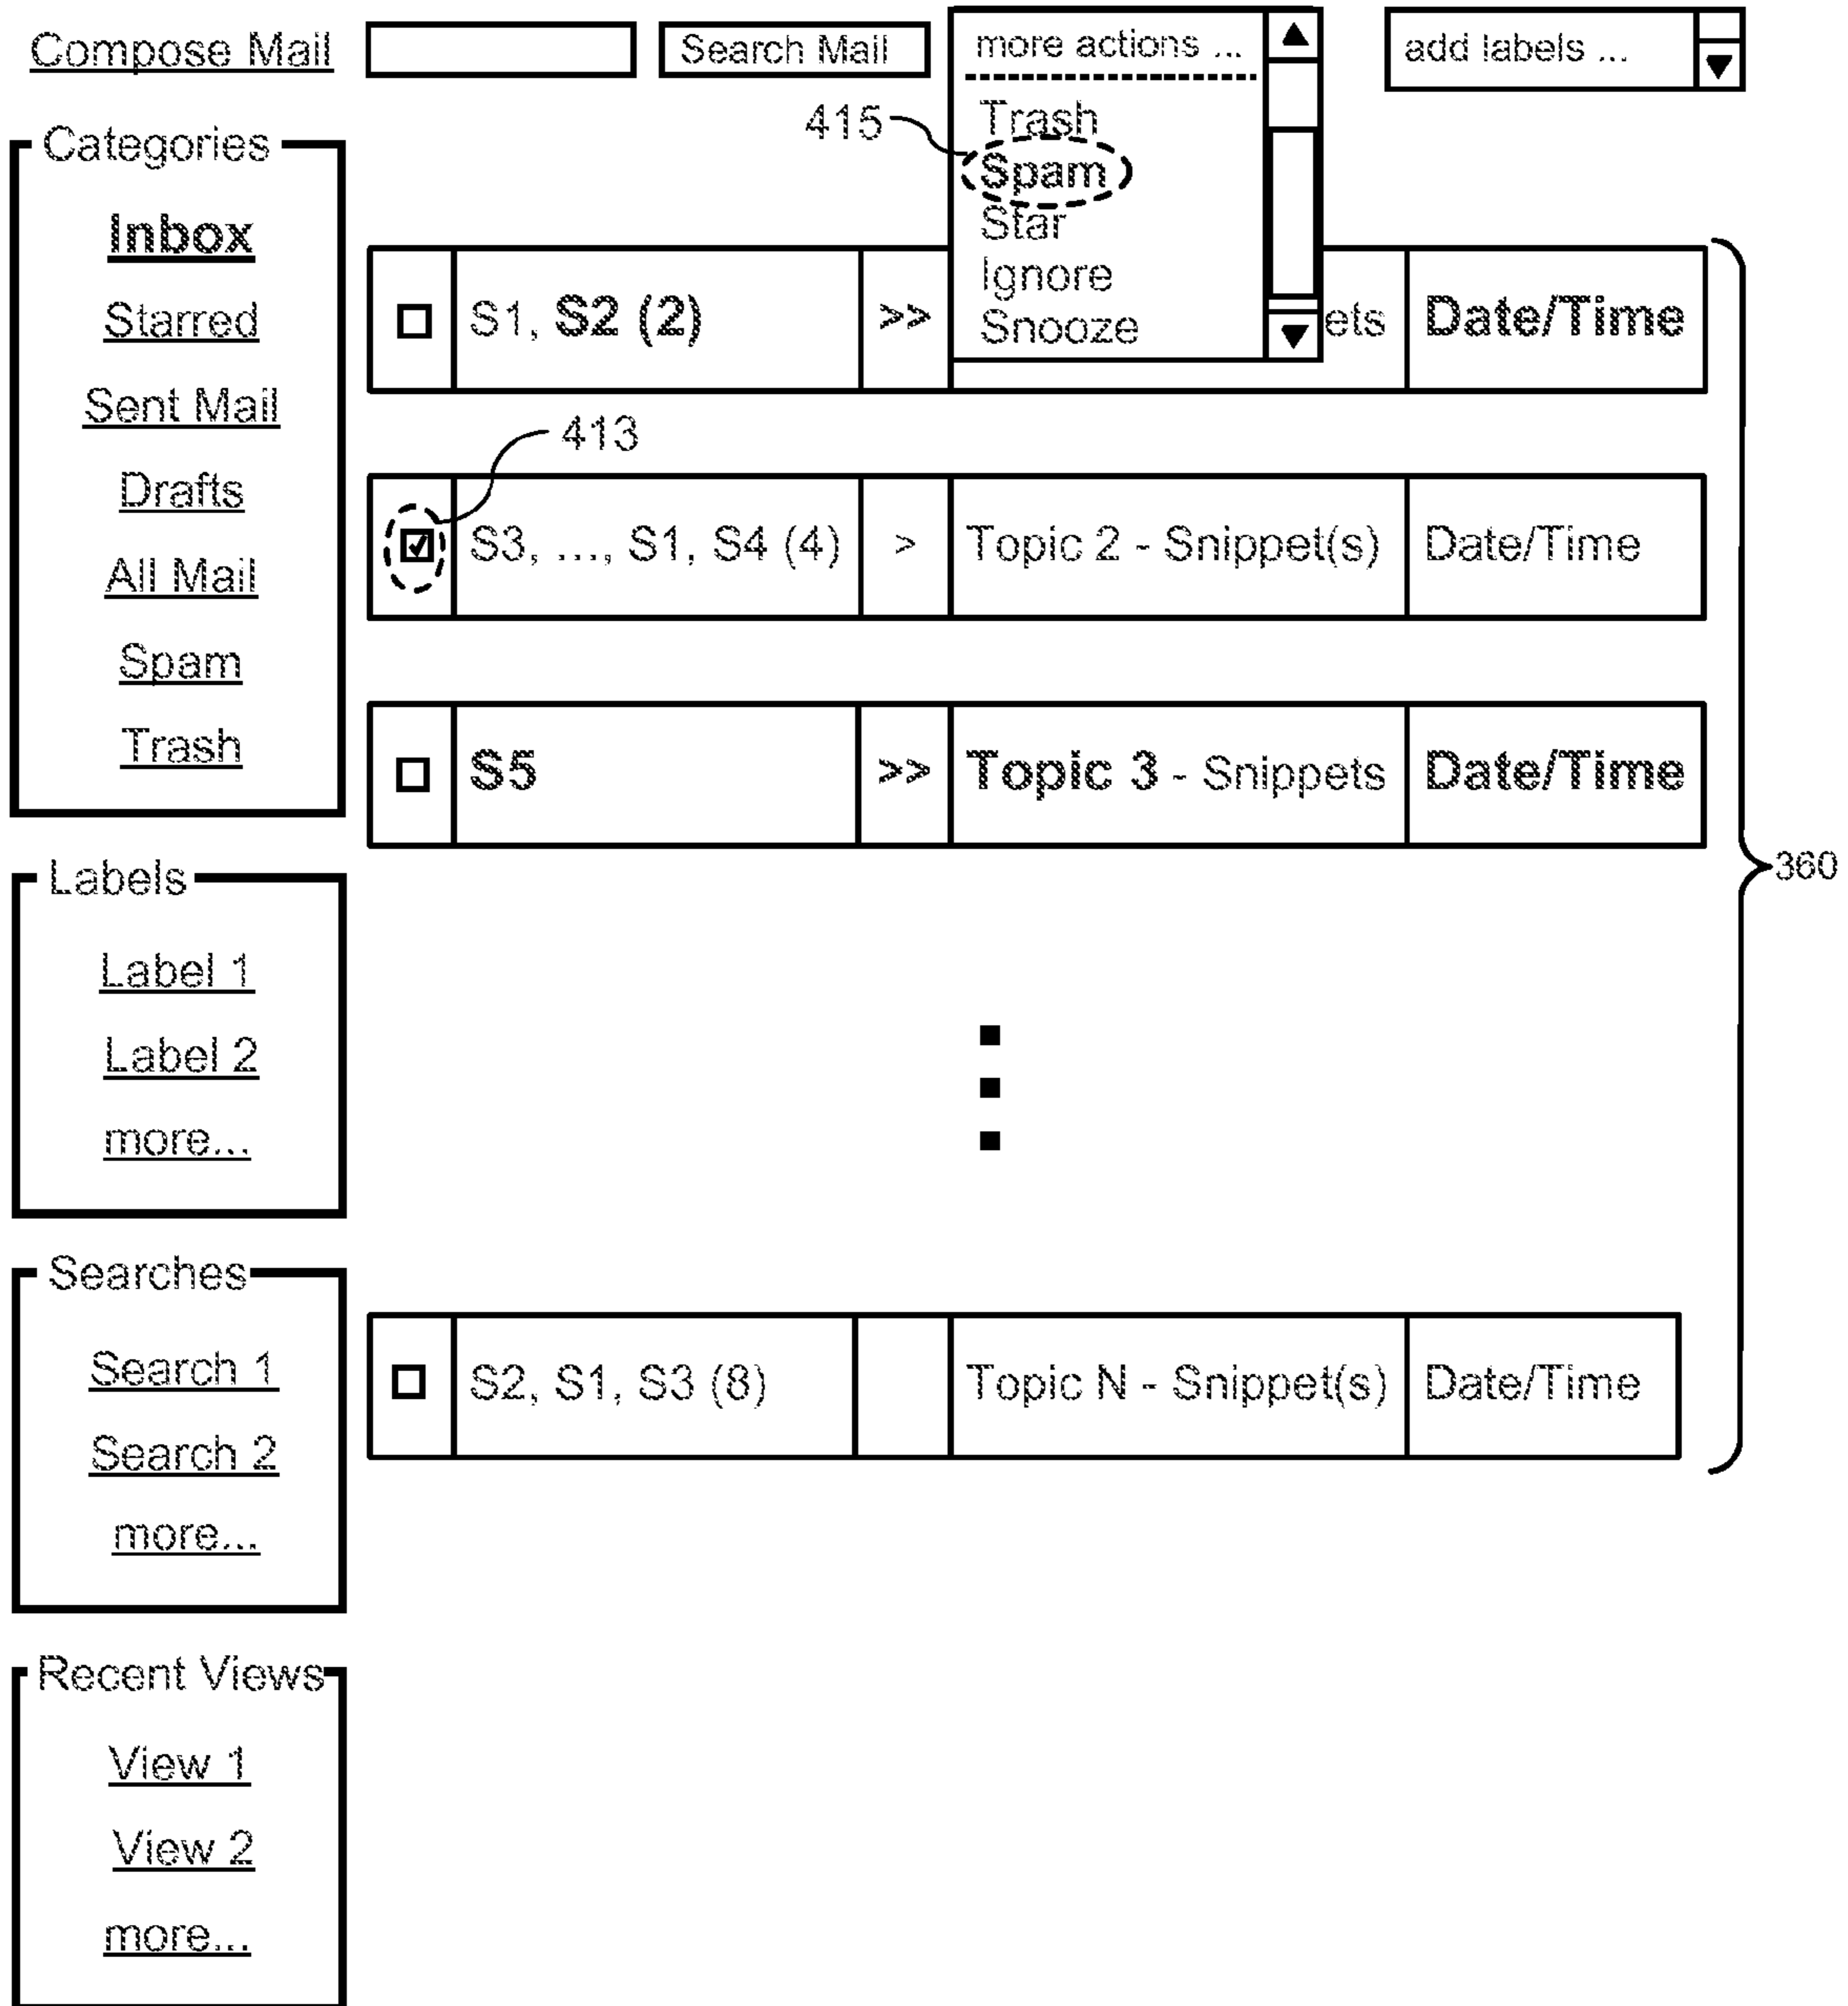 Compose Mail Search Mail more actions ... add labels ...
415
Trash
Spam
Star
Ignore
Snooze
Categories
Inbox
Starred
Sent Mail
Drafts
All Mail
Spam
Trash
S1, S2 (2) >> ets Date/Time
413
S3, ..., S1, S4 (4) > Topic 2 - Snippet(s) Date/Time
S5 >> Topic 3 - Snippets Date/Time
360
Labels
Label 1
Label 2
more...
Searches
Search 1
Search 2
more...
S2, S1, S3 (8) Topic N - Snippet(s) Date/Time
Recent Views
View 1
View 2
more...